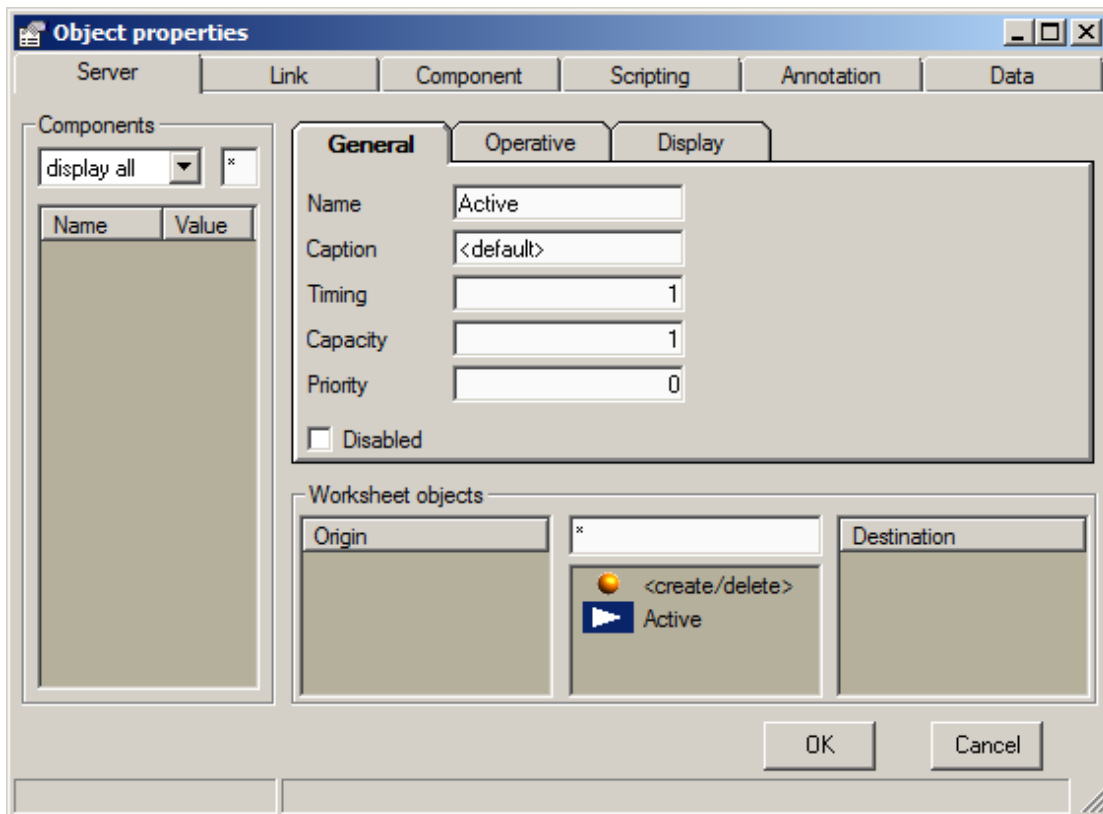 Object properties
Server Link Component Scripting Annotation Data
Components
display all *
Name Value
General Operative Display
Name Active
Caption <default>
Timing 1
Capacity 1
Priority 0
Disabled
Worksheet objects
Origin * Destination
<create/delete>
Active
OK Cancel